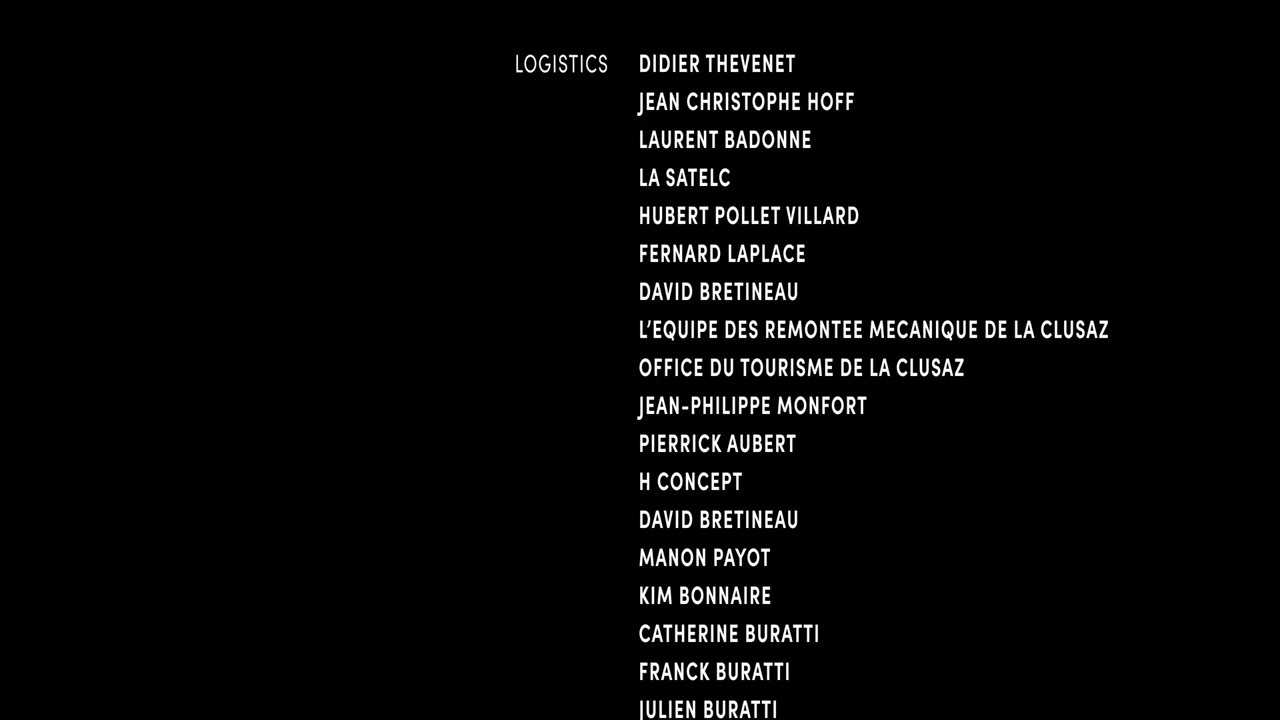 LOGISTICS DIDIER THEVENET
JEAN CHRISTOPHE HOFF
LAURENT BADONNE
LA SATELC
HUBERT POLLET VILLARD
FERNARD LAPLACE
DAVID BRETINEAU
L'EQUIPE DES REMONTEE MECANIQUE DE LA CLUSAZ
OFFICE DU TOURISME DE LA CLUSAZ
JEAN-PHILIPPE MONFORT
PIERRICK AUBERT
H CONCEPT
DAVID BRETINEAU
MANON PAYOT
KIM BONNAIRE
CATHERINE BURATTI
FRANCK BURATTI
JULIEN BURATTI